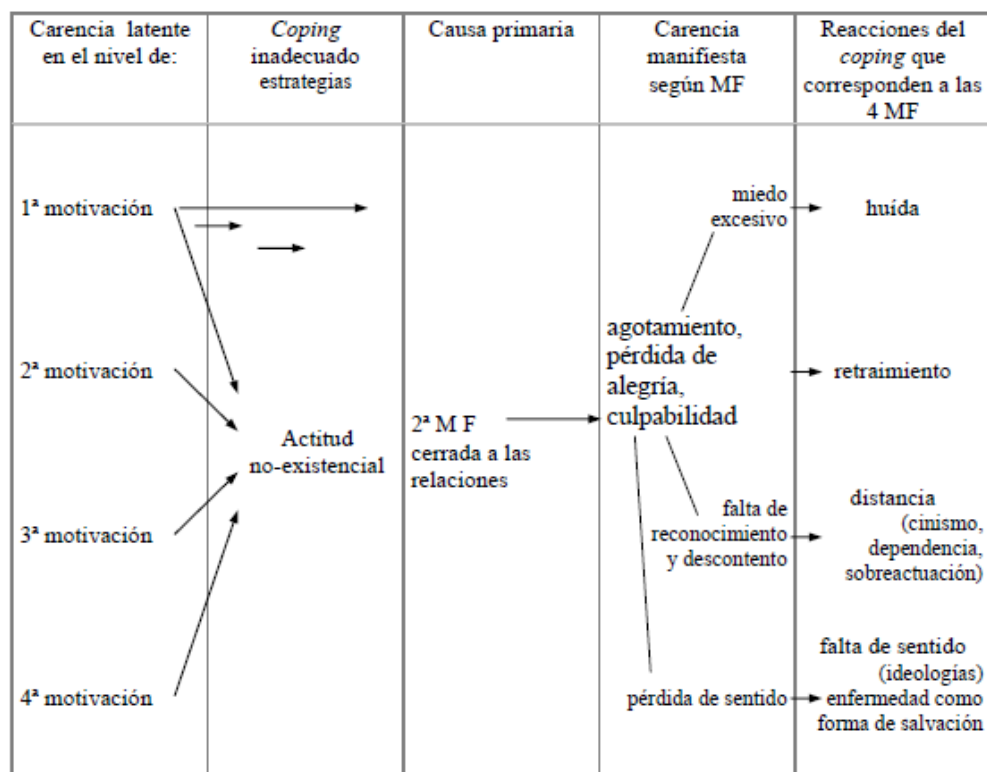 Carencia latente
en el nivel de:
Coping
inadecuado
estrategias
Causa primaria
Carencia
manifiesta
según MF
Reacciones del
coping que
corresponden a las
4 MF
1ª motivación
2ª motivación
3ª motivación
4ª motivación
Actitud
no-existencial
2ª M F
cerrada a las
relaciones
miedo
excesivo
agotamiento,
pérdida de
alegría,
culpabilidad
falta de
reconocimiento
y descontento
pérdida de sentido
huída
retraimiento
distancia
(cinismo,
dependencia,
sobreactuación)
falta de sentido
(ideologías)
enfermedad como
forma de salvación